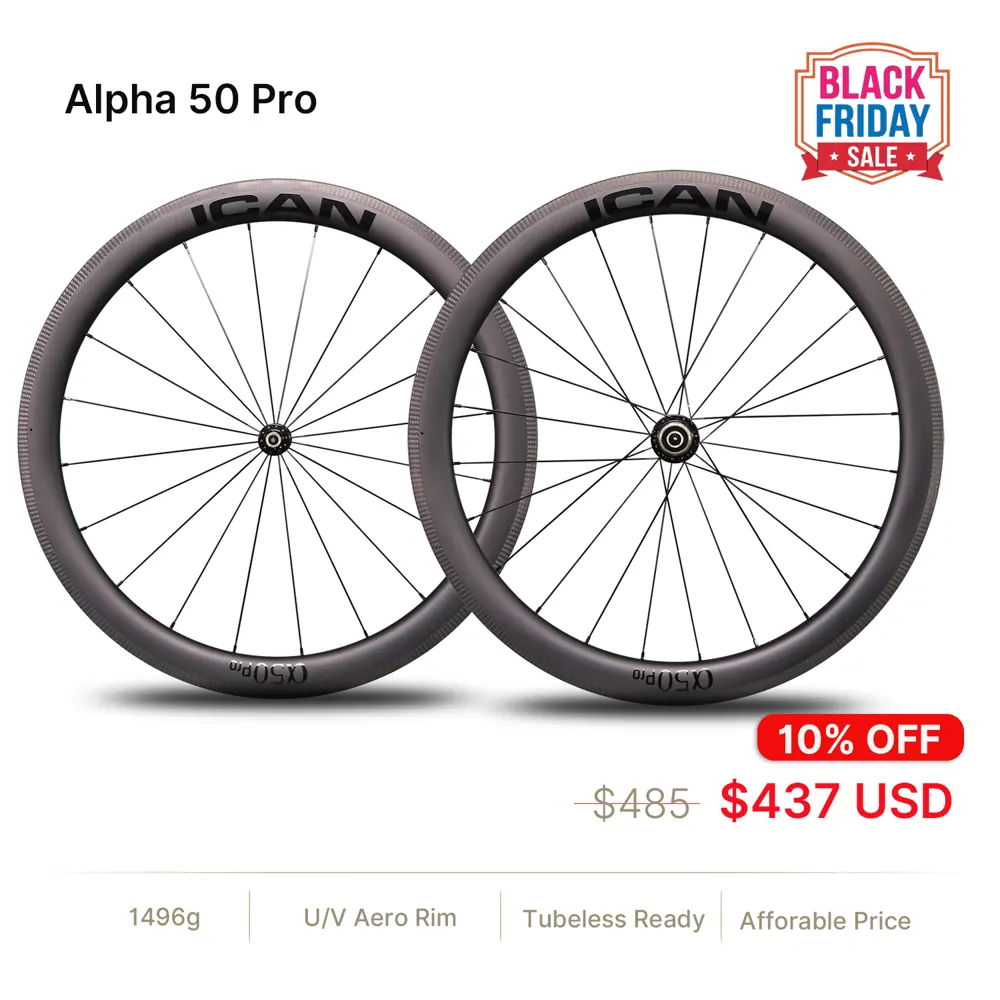 Alpha 50 Pro
BLACK
FRIDAY
SALE
ICAN
ICAN
α50Pro
α50Pro
10% OFF
$485
$437 USD
1496g
U/V Aero Rim
Tubeless Ready
Afforable Price